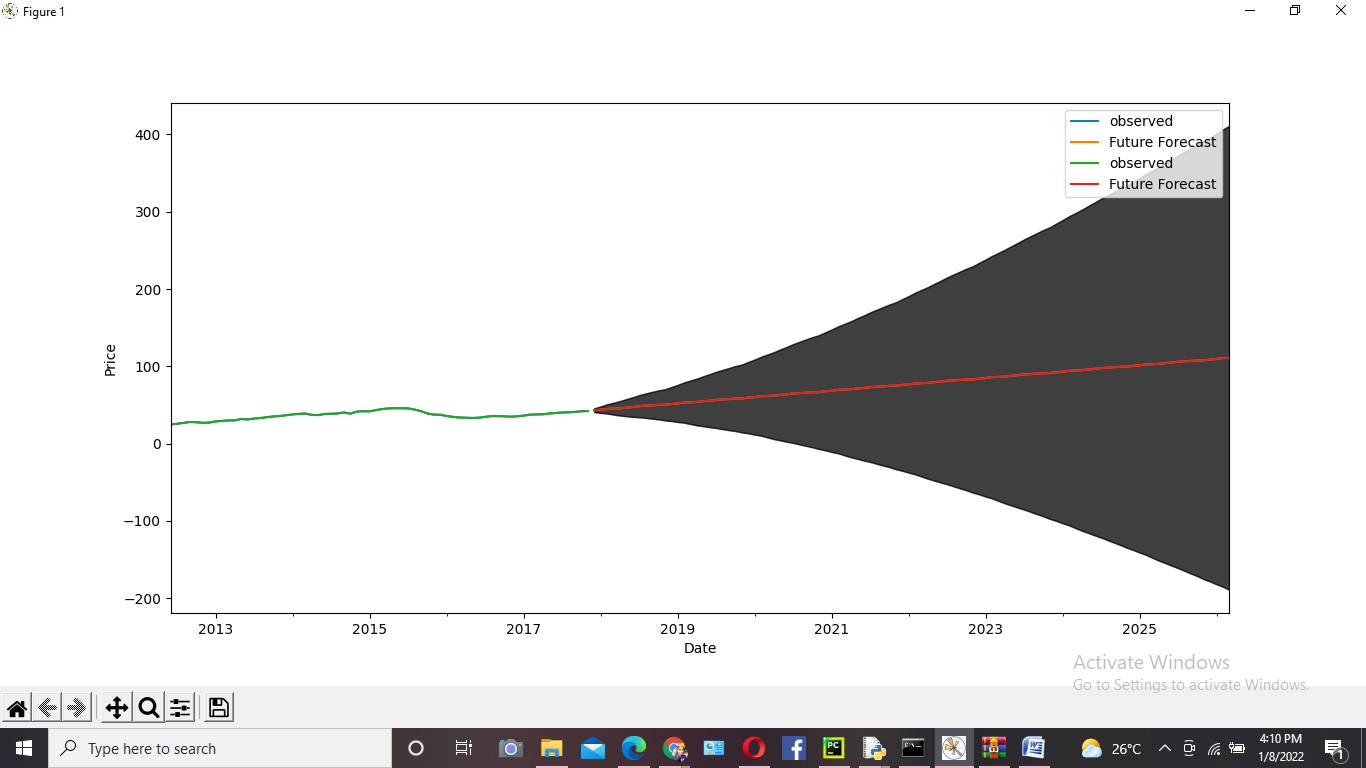 Figure 1
observed
Future Forecast
observed
Future Forecast
400
300
200
100
0
−100
−200
Price
2013 2015 2017 2019 2021 2023 2025
Date
Activate Windows
Go to Settings to activate Windows.
Type here to search
PC
W
26°C
4:10 PM
1/8/2022
1